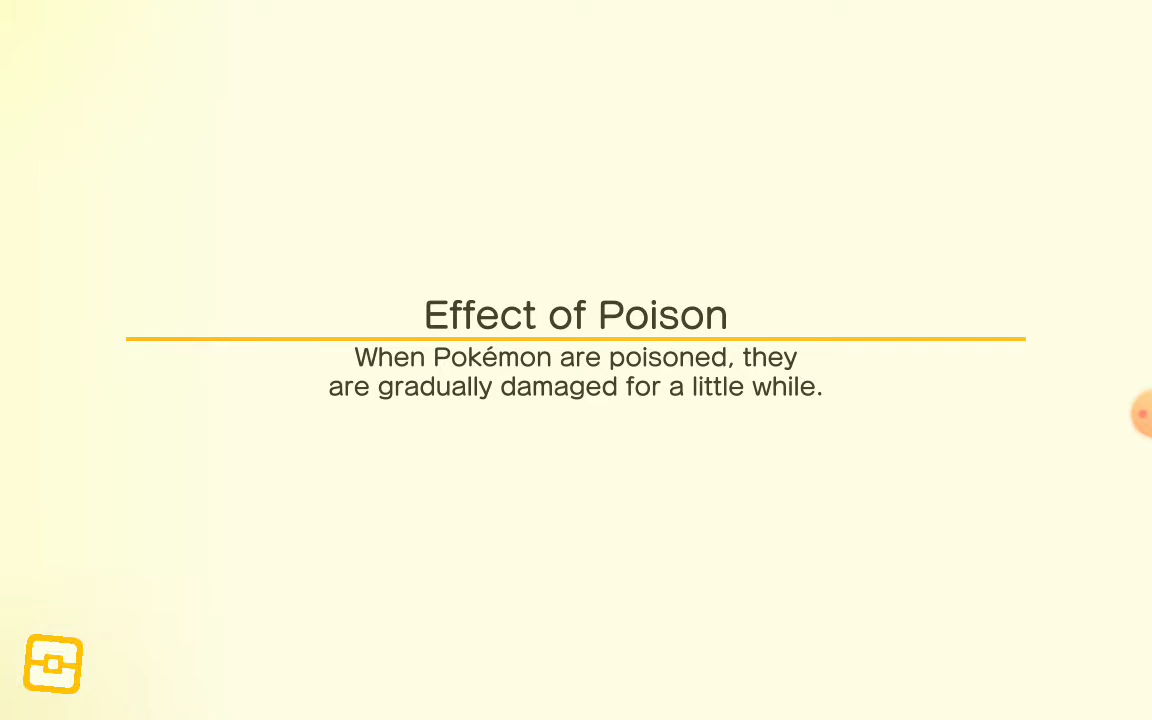 Effect of Poison
When Pokémon are poisoned, they
are gradually damaged for a little while.